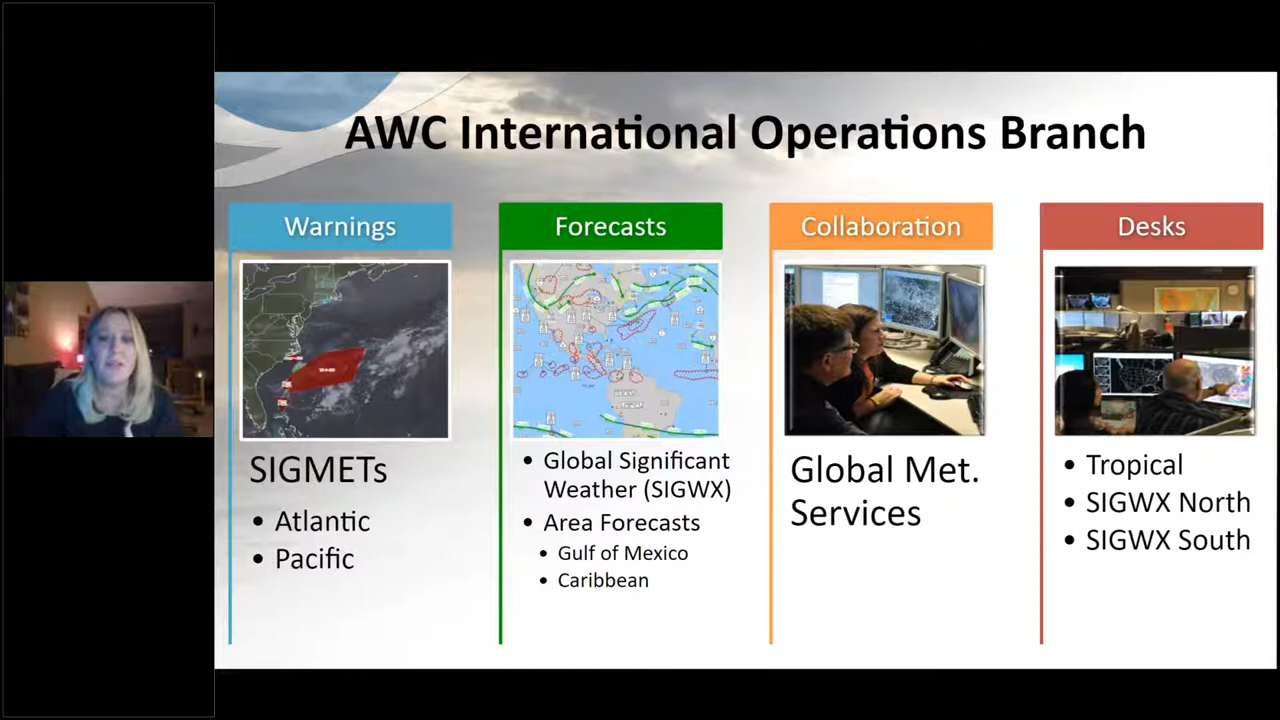 AWC International Operations Branch
Warnings
SIGMETs
• Atlantic
• Pacific
Forecasts
• Global Significant
Weather (SIGWX)
• Area Forecasts
• Gulf of Mexico
• Caribbean
Collaboration
Global Met.
Services
Desks
• Tropical
• SIGWX North
• SIGWX South